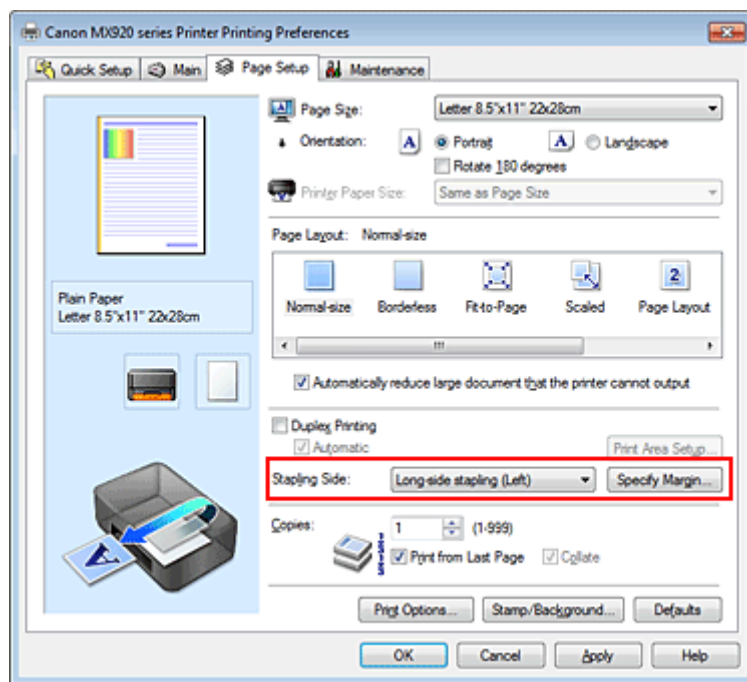 Canon MX920 series Printer Printing Preferences
Quick Setup Main Page Setup Maintenance
Page Size: Letter 8.5"x11" 22x28cm
Orientation: A Portrait A Landscape
Rotate 180 degrees
Printer Paper Size: Same as Page Size
Page Layout: Normal-size
2
Normal-size Borderless Fit-to-Page Scaled Page Layout
Plain Paper
Letter 8.5"x11" 22x28cm
Automatically reduce large document that the printer cannot output
Duplex Printing
Automatic Print Area Setup...
Stapling Side: Long-side stapling (Left) Specify Margin...
Copies: 1 (1-999)
Print from Last Page Collate
A
Print Options... Stamp/Background... Defaults
OK Cancel Apply Help